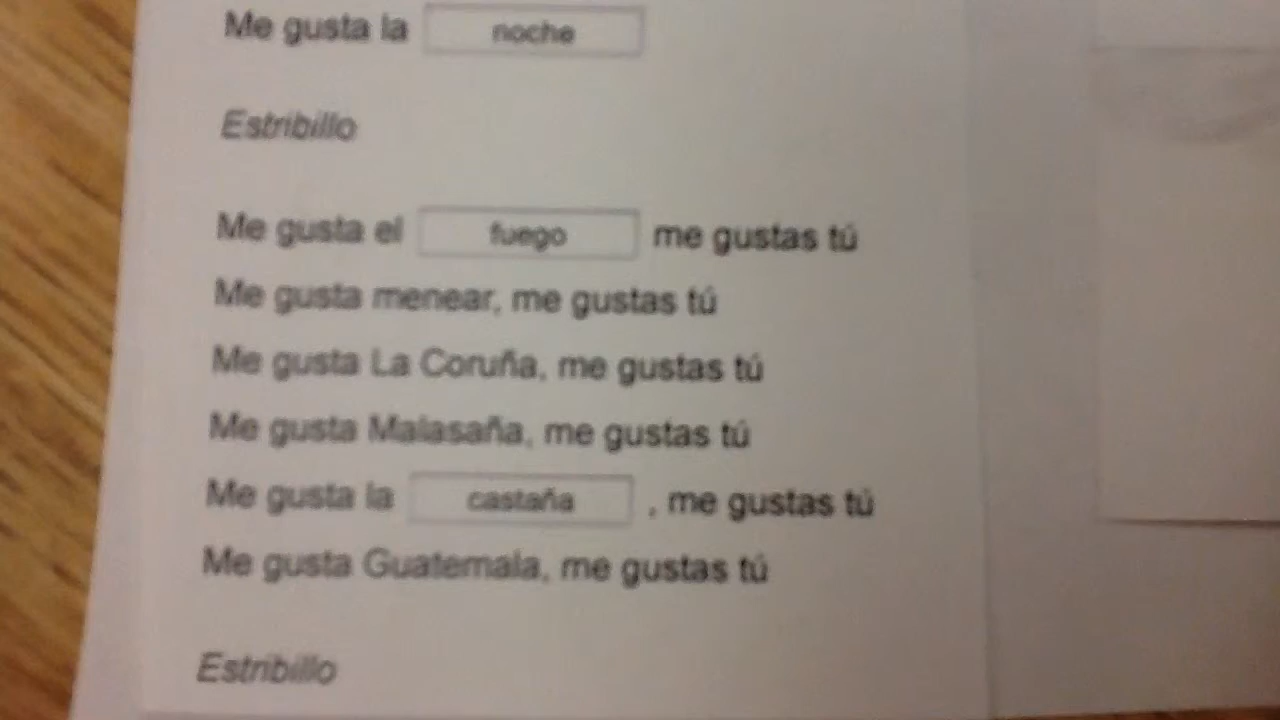 Me gusta la noche
Estribillo
Me gusta el fuego me gustas tú
Me gusta menear, me gustas tú
Me gusta La Coruña, me gustas tú
Me gusta Malasaña, me gustas tú
Me gusta la castaña , me gustas tú
Me gusta Guatemala, me gustas tú
Estribillo